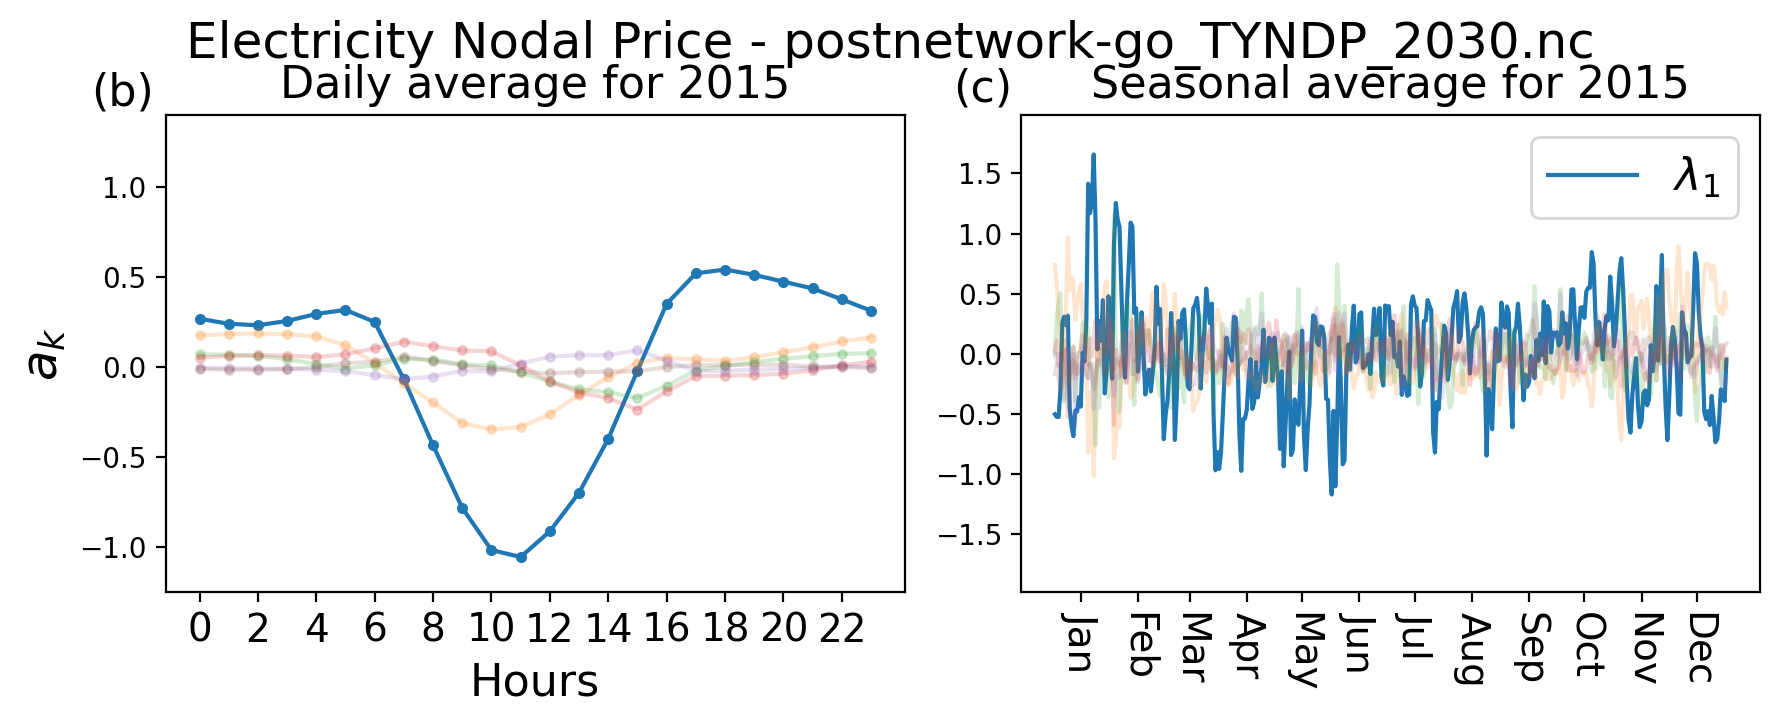 Electricity Nodal Price - postnetwork-go_TYNDP_2030.nc
(b) Daily average for 2015
1.0
0.5
0.0
−0.5
−1.0
a_k
0 2 4 6 8 10 12 14 16 18 20 22
Hours
(c) Seasonal average for 2015
λ_1
1.5
1.0
0.5
0.0
−0.5
−1.0
−1.5
Jan Feb Mar Apr May Jun Jul Aug Sep Oct Nov Dec